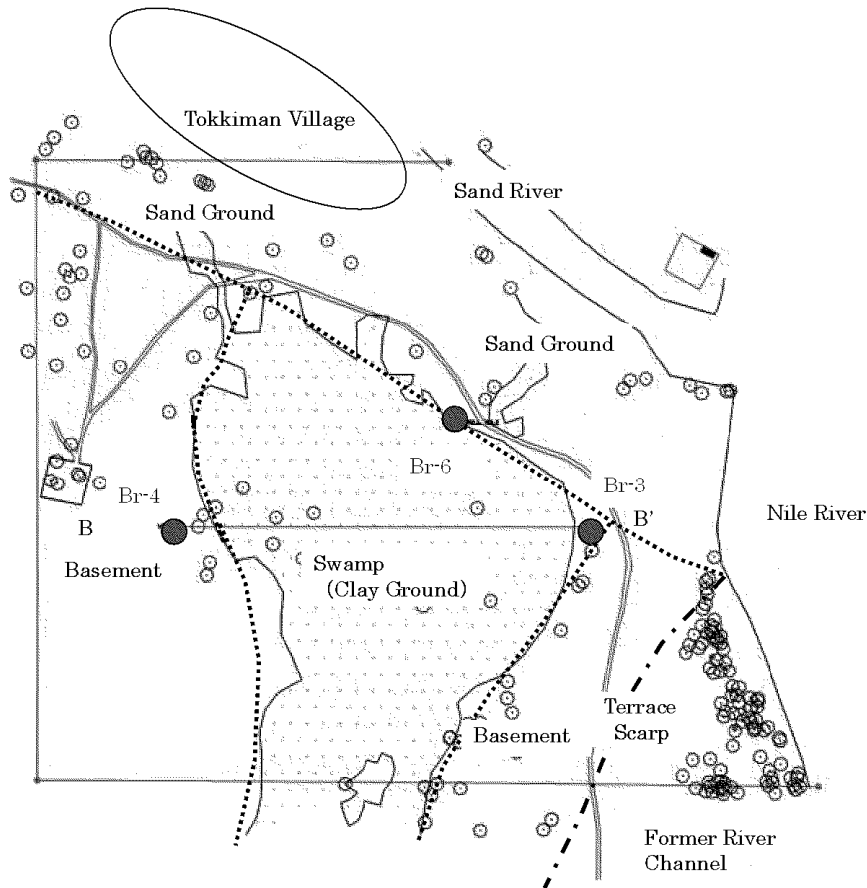 Tokkiman Village
Sand River
Sand Ground
Sand Ground
Br-6
Br-4
Br-3
B
B'
Nile River
Basement
Swamp
(Clay Ground)
Terrace
Scarp
Basement
Former River
Channel